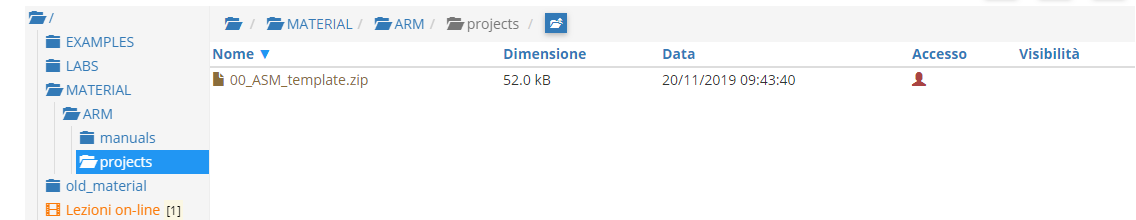 /
EXAMPLES
LABS
MATERIAL
ARM
manuals
projects
old_material
Lezioni on-line [1]
/ MATERIAL / ARM / projects /
Nome ▼ Dimensione Data Accesso Visibilità
00_ASM_template.zip 52.0 kB 20/11/2019 09:43:40